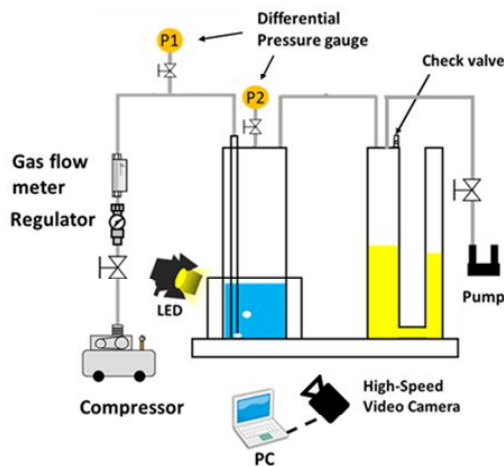 Differential
Pressure gauge
P1
P2
Check valve
Gas flow
meter
Regulator
LED
Pump
Compressor
High-Speed
Video Camera
PC